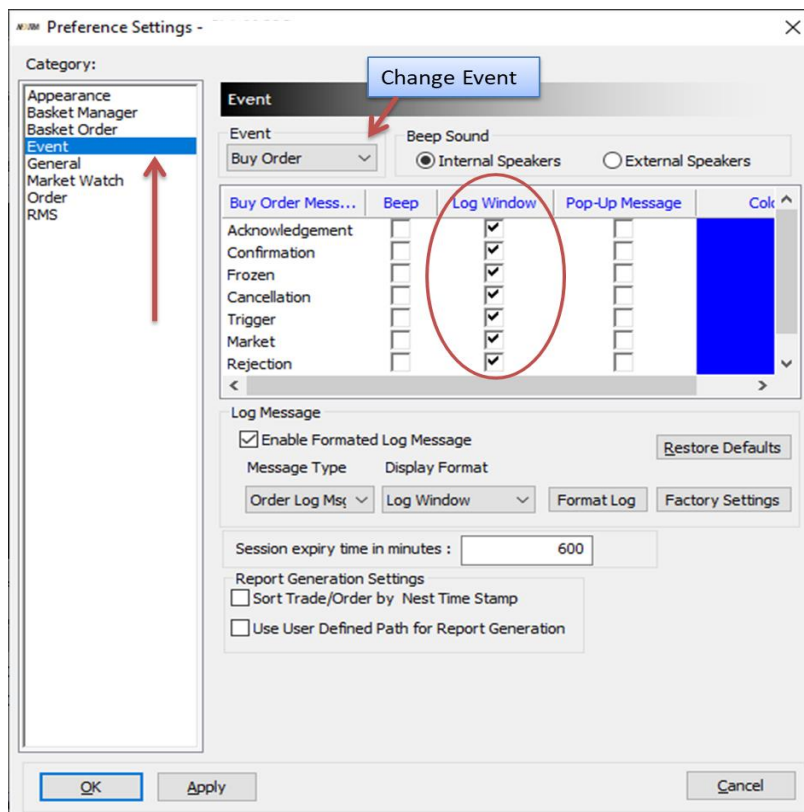 Preference Settings -
Category:
Appearance
Basket Manager
Basket Order
Event
General
Market Watch
Order
RMS
Change Event
Event
Event
Buy Order
Beep Sound
Internal Speakers External Speakers
Buy Order Mess... Beep Log Window Pop-Up Message Colo
Acknowledgement
Confirmation
Frozen
Cancellation
Trigger
Market
Rejection
Log Message
Enable Formated Log Message
Restore Defaults
Message Type Display Format
Order Log Msg Log Window Format Log Factory Settings
Session expiry time in minutes : 600
Report Generation Settings
Sort Trade/Order by Nest Time Stamp
Use User Defined Path for Report Generation
OK Apply Cancel